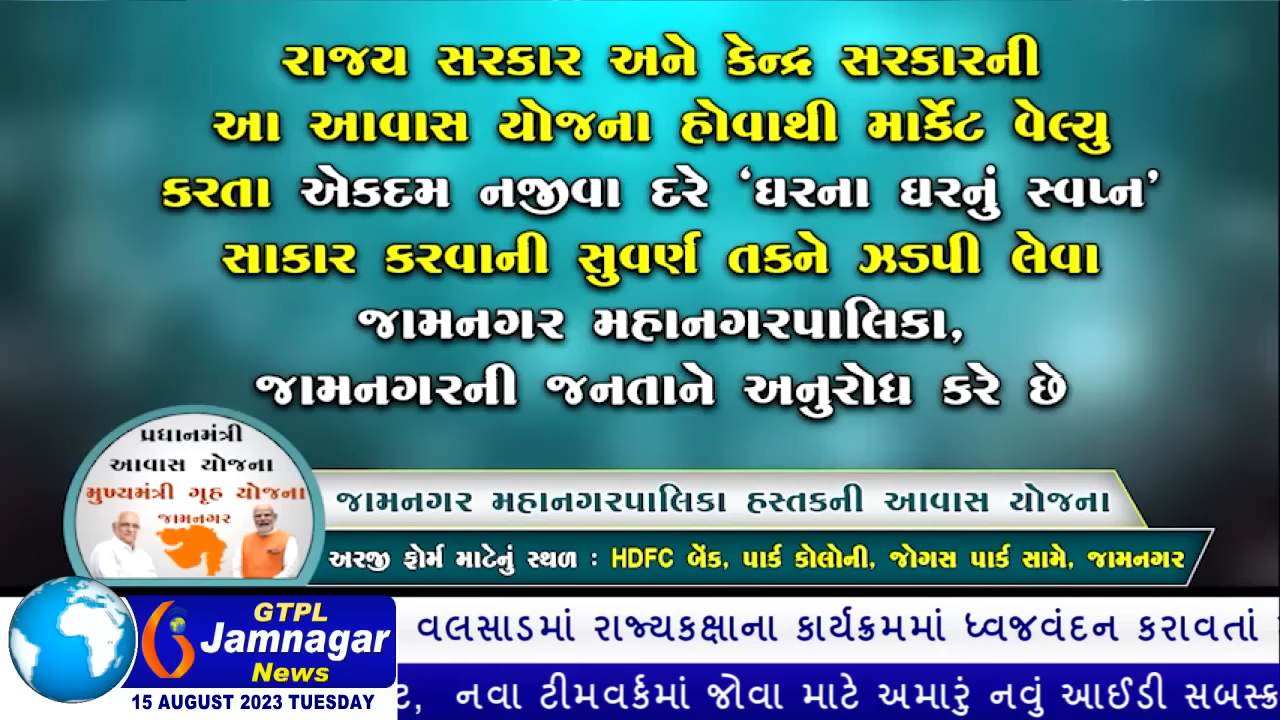 રાજય સરકાર અને કેન્દ્ર સરકારની
આ આવાસ યોજના હોવાથી માર્કેટ વેલ્યુ
કરતા એકદમ નજીવા દરે ‘ઘરના ઘરનું સ્વપ્ન’
સાકાર કરવાની સુવર્ણ તકને ઝડપી લેવા
જામનગર મહાનગરપાલિકા,
જામનગરની જનતાને અનુરોધ કરે છે
પ્રધાનમંત્રી
આવાસ યોજના
મુખ્યમંત્રી ગૃહ યોજના
જામનગર
જામનગર મહાનગરપાલિકા હસ્તકની આવાસ યોજના
અરજી ફોર્મ માટેનું સ્થળ : HDFC બેંક, પાર્ક કોલોની, જોગસ પાર્ક સામે, જામનગર
GTPL
Jamnagar
News
15 AUGUST 2023 TUESDAY
વલસાડમાં રાજ્યકક્ષાના કાર્યક્રમમાં ધ્વજવંદન કરાવતાં
નવા ટીમવર્કમાં જોવા માટે અમારું નવું આઈડી સબસ્ક્ર